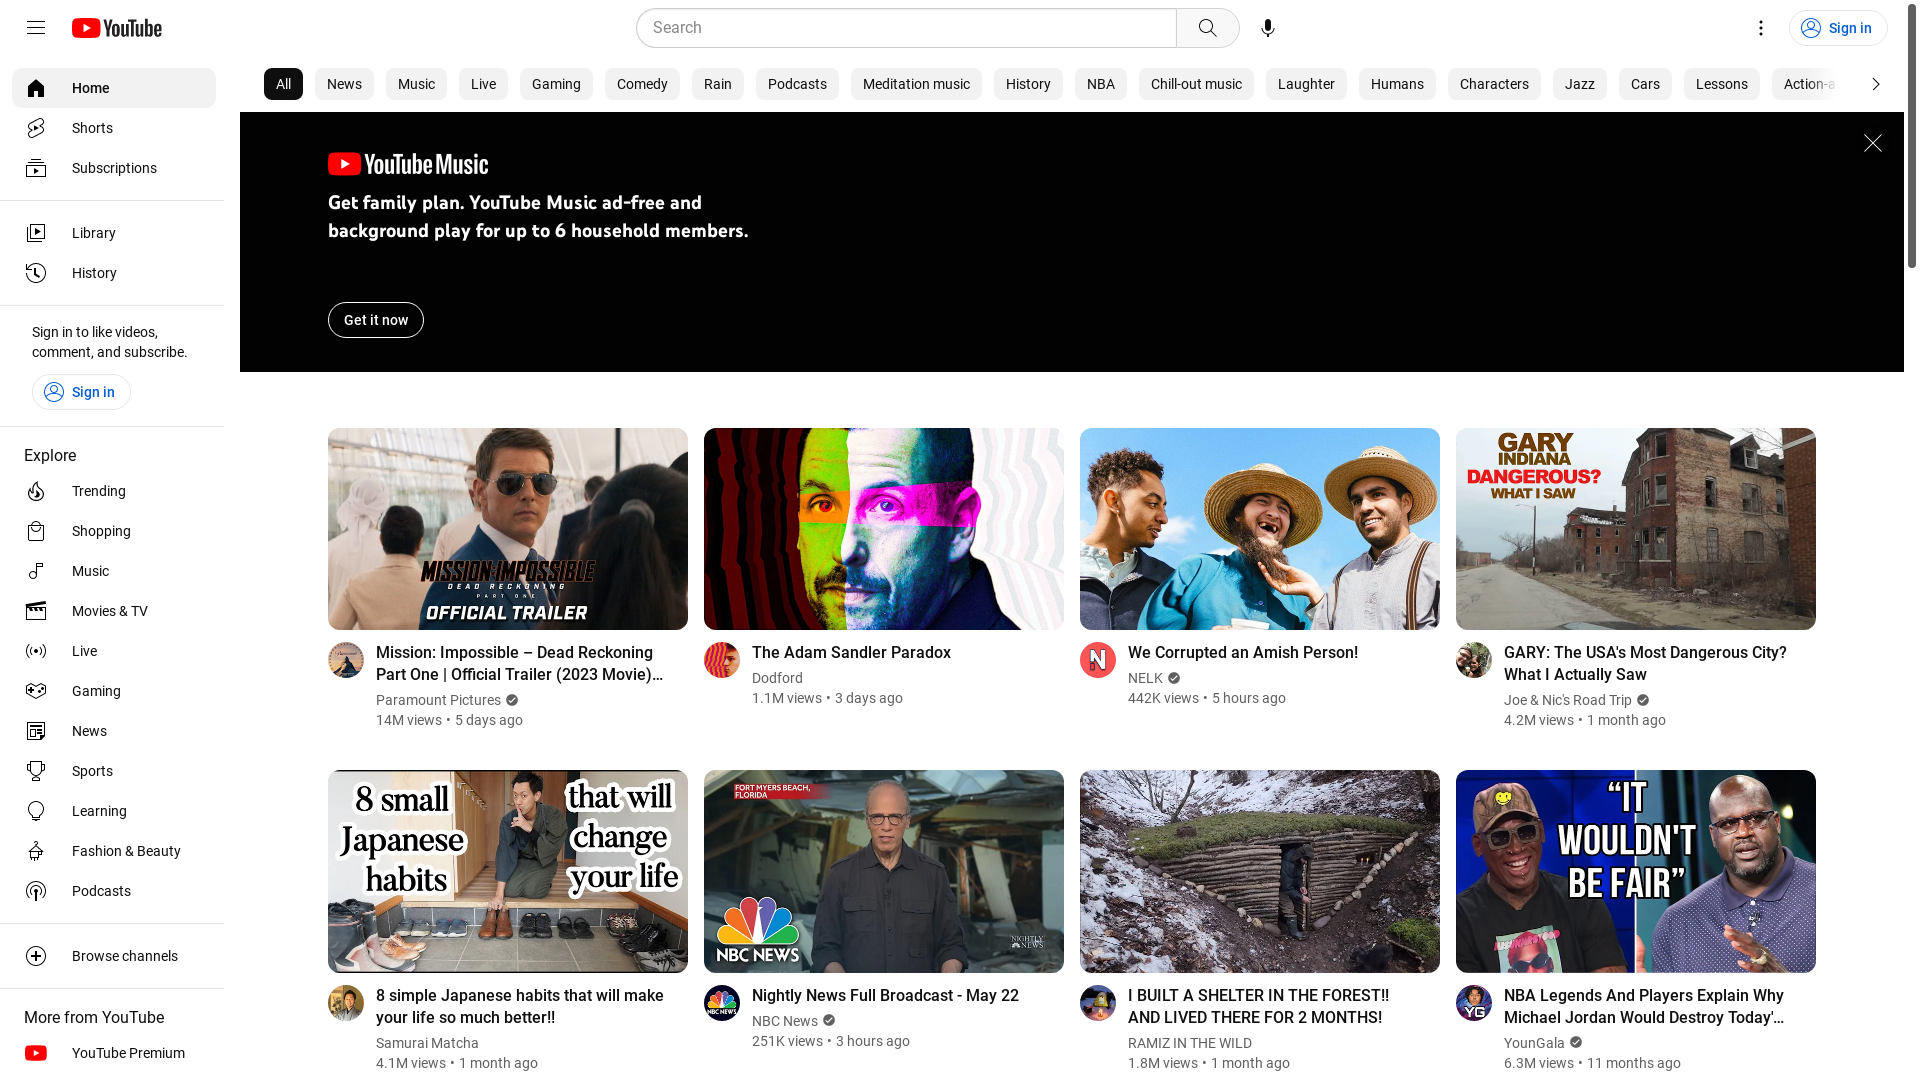 YouTube
Search
Sign in
Home
Shorts
Subscriptions
Library
History
Sign in to like videos,
comment, and subscribe.
Sign in
Explore
Trending
Shopping
Music
Movies & TV
Live
Gaming
News
Sports
Learning
Fashion & Beauty
Podcasts
Browse channels
More from YouTube
YouTube Premium
All
News
Music
Live
Gaming
Comedy
Rain
Podcasts
Meditation music
History
NBA
Chill-out music
Laughter
Humans
Characters
Jazz
Cars
Lessons
Action-a
YouTube Music
Get family plan. YouTube Music ad-free and
background play for up to 6 household members.
Get it now
MISSION: IMPOSSIBLE
DEAD RECKONING
PART ONE
OFFICIAL TRAILER
Mission: Impossible – Dead Reckoning
Part One | Official Trailer (2023 Movie)...
Paramount Pictures
14M views • 5 days ago
The Adam Sandler Paradox
Dodford
1.1M views • 3 days ago
N
We Corrupted an Amish Person!
NELK
442K views • 5 hours ago
GARY
INDIANA
DANGEROUS?
WHAT I SAW
GARY: The USA's Most Dangerous City?
What I Actually Saw
Joe & Nic's Road Trip
4.2M views • 1 month ago
8 small
Japanese
habits
that will
change
your life
8 simple Japanese habits that will make
your life so much better!!
Samurai Matcha
4.1M views • 1 month ago
FORT MYERS BEACH,
FLORIDA
NBC NEWS
NIGHTLY
NEWS
NBC NEWS
Nightly News Full Broadcast - May 22
NBC News
251K views • 3 hours ago
I BUILT A SHELTER IN THE FOREST!!
AND LIVED THERE FOR 2 MONTHS!
RAMIZ IN THE WILD
1.8M views • 1 month ago
“IT
WOULDN'T
BE FAIR”
YG
NBA Legends And Players Explain Why
Michael Jordan Would Destroy Today'...
YounGala
6.3M views • 11 months ago